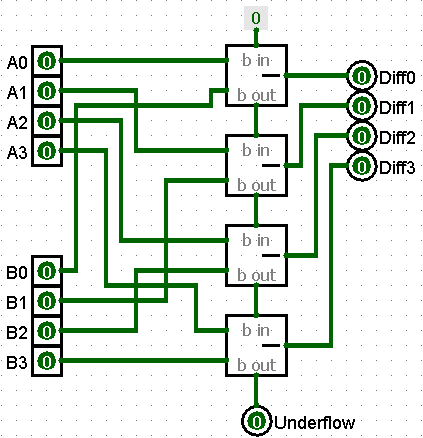 0
A0 0 b in 0 Diff0
A1 0 b out 0 Diff1
A2 0 b in 0 Diff2
A3 0 b out 0 Diff3
b in
B0 0 b out
B1 0
B2 0 b in
B3 0 b out
0 Underflow